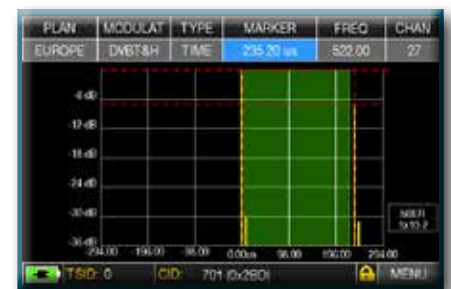 PLAN MODULAT TYPE MARKER FREQ CHAN
EUROPE DVBT&H TIME 235.20 us 522.00 27
-6 dB
-12 dB
-18 dB
-24 dB
-30 dB
-36 dB
294.00 -196.00 -98.00 0.00us 98.00 196.00 294.00
TSID: 0 CID: 701 (0x2BD) MENU